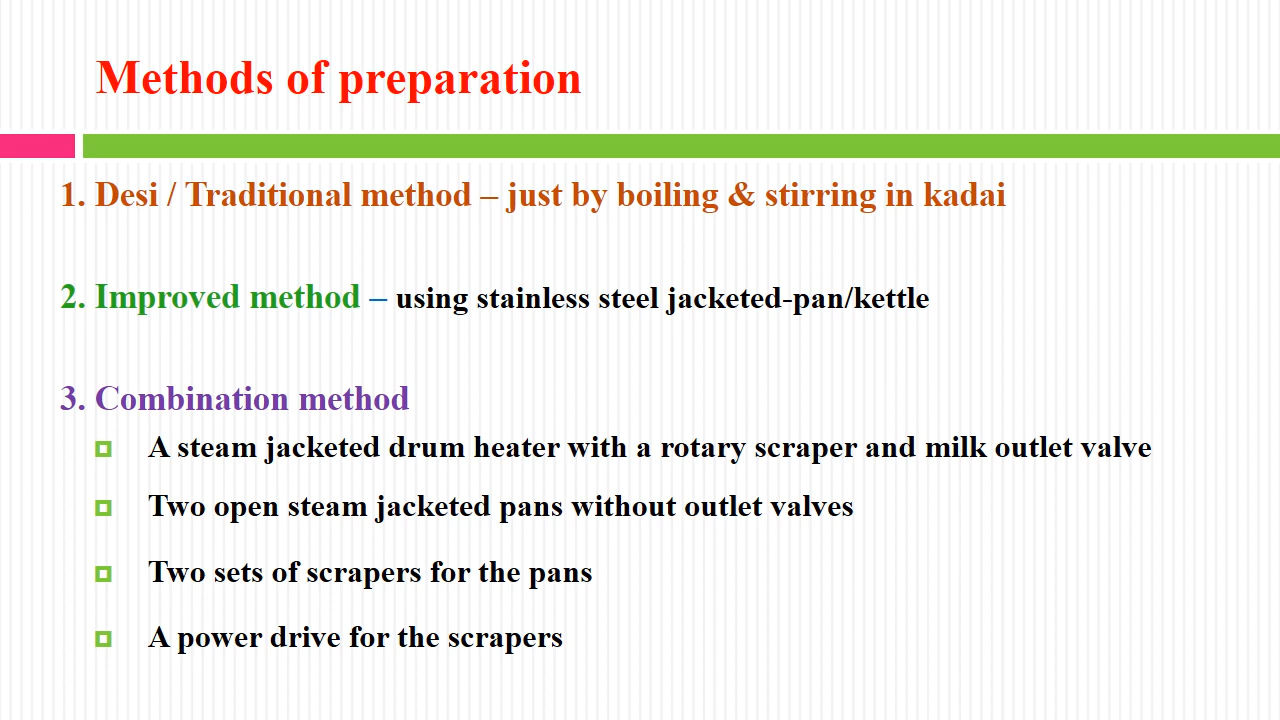 Methods of preparation
1. Desi / Traditional method – just by boiling & stirring in kadai
2. Improved method – using stainless steel jacketed-pan/kettle
3. Combination method
A steam jacketed drum heater with a rotary scraper and milk outlet valve
Two open steam jacketed pans without outlet valves
Two sets of scrapers for the pans
A power drive for the scrapers